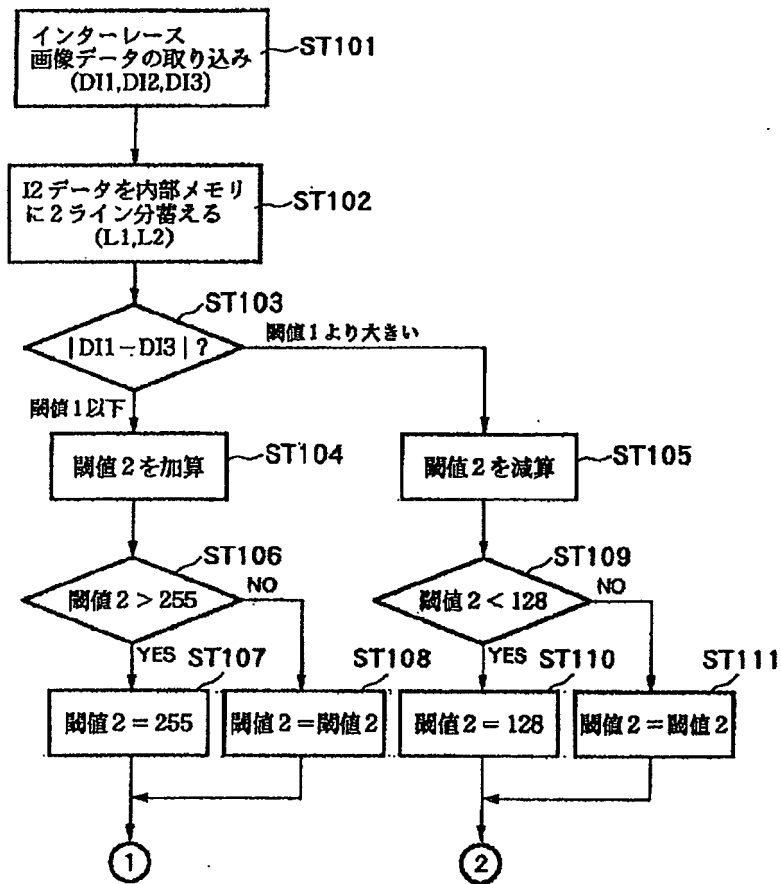 インターレース
画像データの取り込み
(DI1,DI2,DI3)
ST101
I2データを内部メモリ
に2ライン分蓄える
(L1,L2)
ST102
ST103
|DI1−DI3|?
閾値1より大きい
閾値1以下
閾値2を加算
ST104
閾値2を減算
ST105
ST106
閾値2>255
NO
YES
ST109
閾値2<128
NO
YES
ST107
閾値2=255
ST108
閾値2=閾値2
ST110
閾値2=128
ST111
閾値2=閾値2
1
2